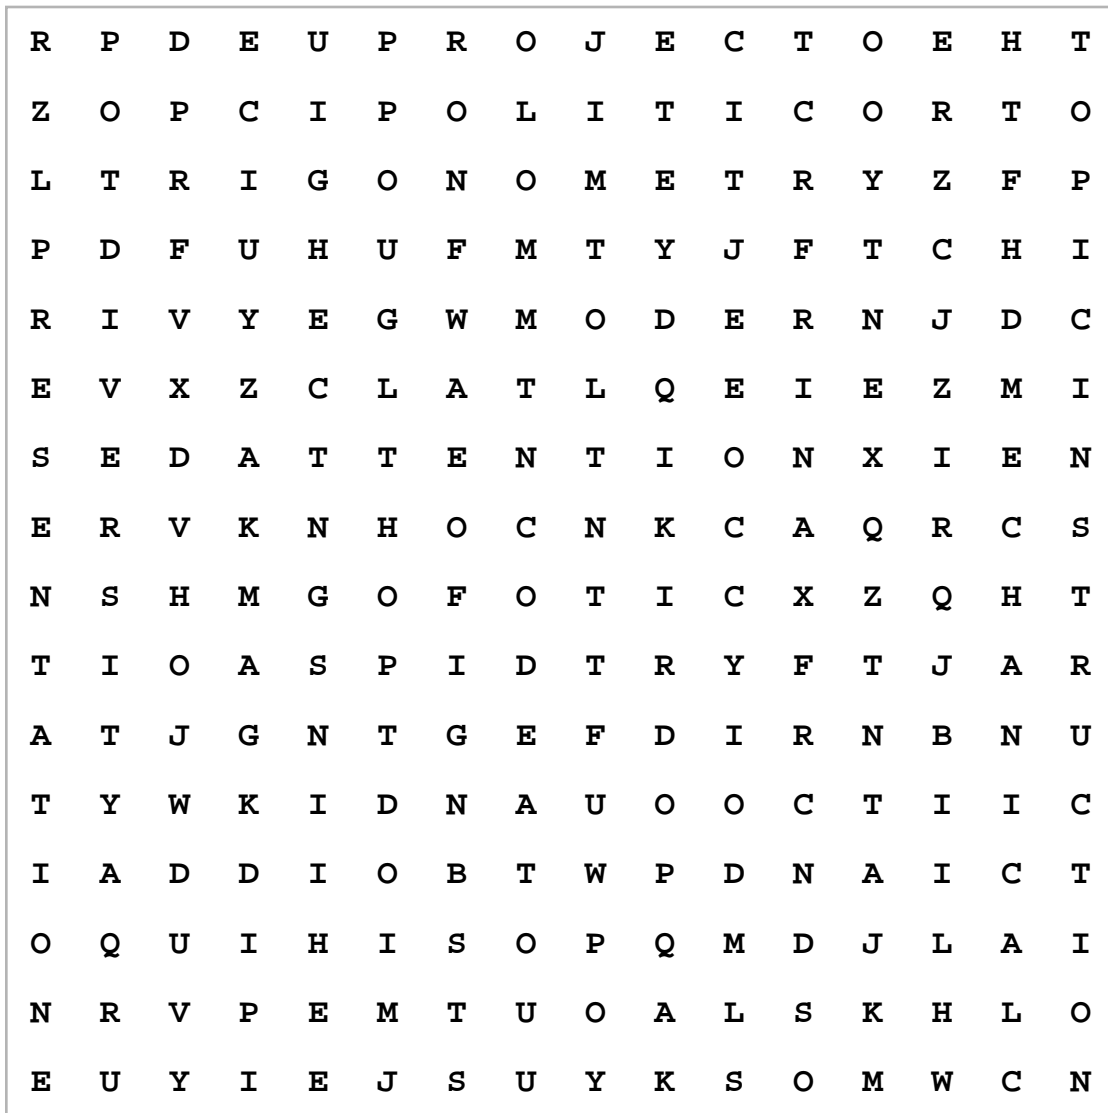 R P D E U P R O J E C T O E H T
Z O P C I P O L I T I C O R T O
L T R I G O N O M E T R Y Z F P
P D F U H U F M T Y J F T C H I
R I V Y E G W M O D E R N J D C
E V X Z C L A T L Q E I E Z M I
S E D A T T E N T I O N X I E N
E R V K N H O C N K C A Q R C S
N S H M G O F O T I C X Z Q H T
T I O A S P I D T R Y F T J A R
A T J G N T G E F D I R N B N U
T Y W K I D N A U O O C T I I C
I A D D I O B T W P D N A I C T
O Q U I H I S O P Q M D J L A I
N R V P E M T U O A L S K H L O
E U Y I E J S U Y K S O M W C N